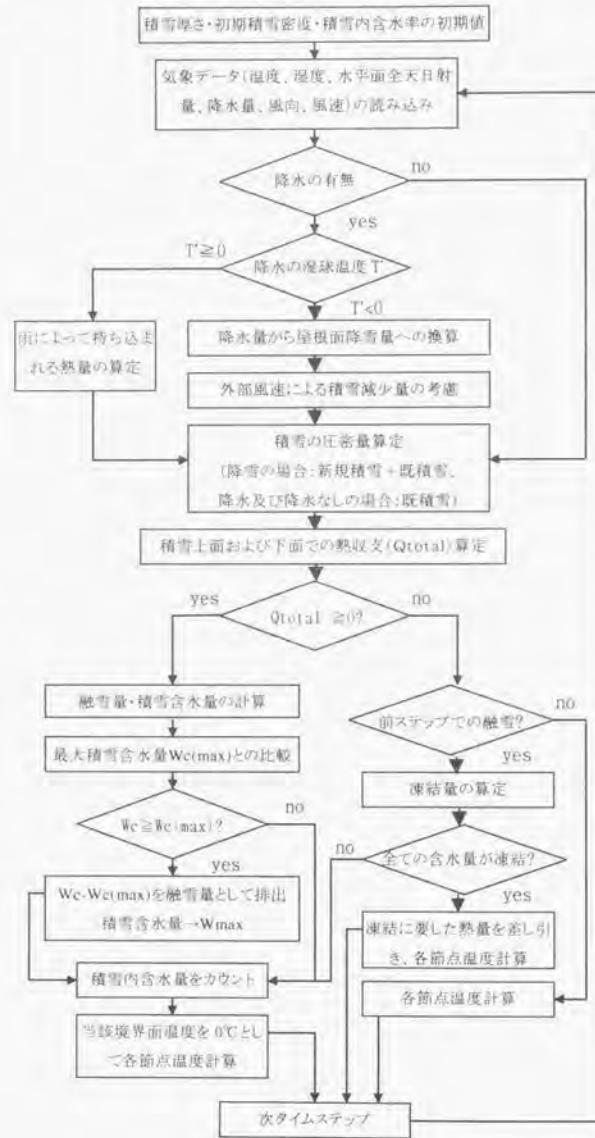 積雪厚さ・初期積雪密度・積雪内含水率の初期値
気象データ(温度、湿度、水平面全天日射
量、降水量、風向、風速)の読み込み
降水の有無
no
yes
T'≧0
降水の湿球温度T'
T'<0
雨によって持ち込ま
れる熱量の算定
降水量から屋根面降雪量への換算
外部風速による積雪減少量の考慮
積雪の圧密量算定
(降雪の場合:新規積雪+既積雪、
降水及び降水なしの場合:既積雪)
積雪上面および下面での熱収支(Qtotal)算定
yes
Qtotal ≧0?
no
融雪量・積雪含水量の計算
最大積雪含水量Wc(max)との比較
前ステップでの融雪?
no
yes
Wc≧Wc(max)?
no
yes
凍結量の算定
no
全ての含水量が凍結?
yes
Wc-Wc(max)を融雪量として排出
積雪含水量→Wmax
凍結に要した熱量を差し引
き、各節点温度計算
積雪内含水量をカウント
各節点温度計算
当該境界面温度を0℃とし
て各節点温度計算
次タイムステップ